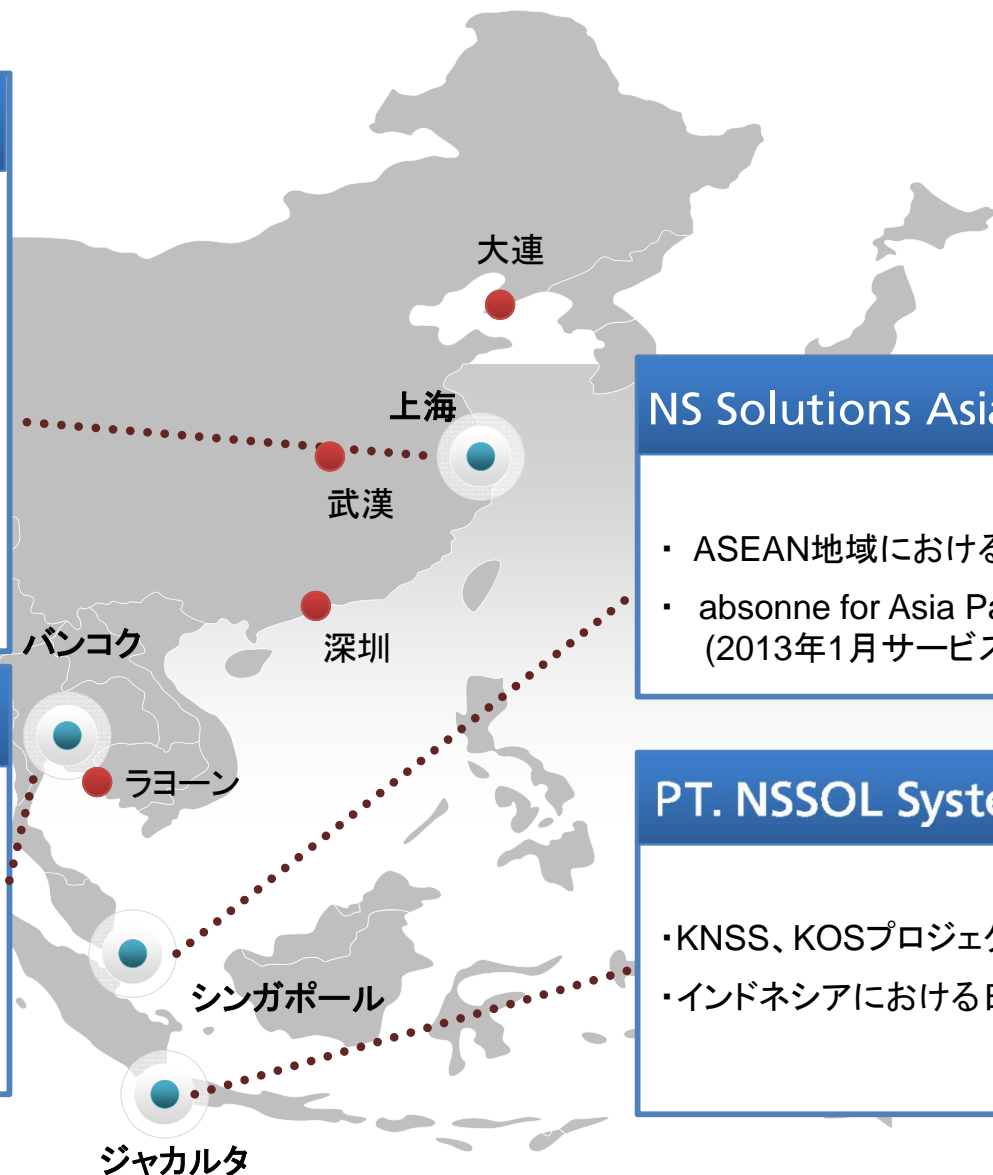 大連
上海
武漢
深圳
バンコク
ラヨーン
シンガポール
ジャカルタ
NS Solutions Asia
・ ASEAN地域における
・ absonne for Asia Pa
(2013年1月サービス
PT. NSSOL Syste
・KNSS、KOSプロジェク
・インドネシアにおける日